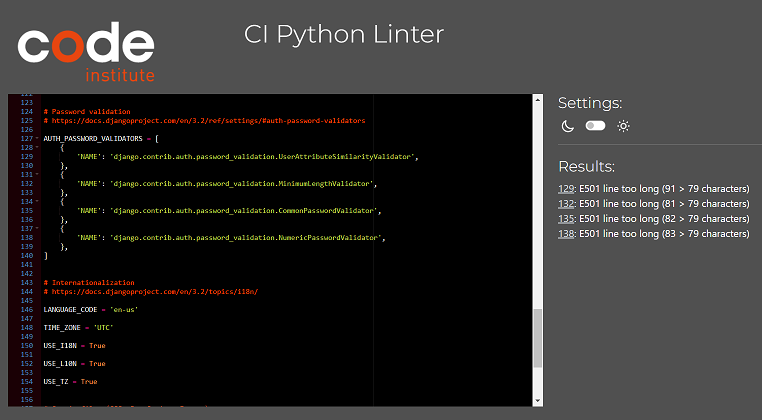 code
institute
CI Python Linter
123
124 # Password validation
125 # https://docs.djangoproject.com/en/3.2/ref/settings/#auth-password-validators
126
127 AUTH_PASSWORD_VALIDATORS = [
128 {
129 'NAME': 'django.contrib.auth.password_validation.UserAttributeSimilarityValidator',
130 },
131 {
132 'NAME': 'django.contrib.auth.password_validation.MinimumLengthValidator',
133 },
134 {
135 'NAME': 'django.contrib.auth.password_validation.CommonPasswordValidator',
136 },
137 {
138 'NAME': 'django.contrib.auth.password_validation.NumericPasswordValidator',
139 },
140 ]
141
142
143 # Internationalization
144 # https://docs.djangoproject.com/en/3.2/topics/i18n/
145
146 LANGUAGE_CODE = 'en-us'
147
148 TIME_ZONE = 'UTC'
149
150 USE_I18N = True
151
152 USE_L10N = True
153
154 USE_TZ = True
155
156
Settings:
Results:
129: E501 line too long (91 > 79 characters)
132: E501 line too long (81 > 79 characters)
135: E501 line too long (82 > 79 characters)
138: E501 line too long (83 > 79 characters)